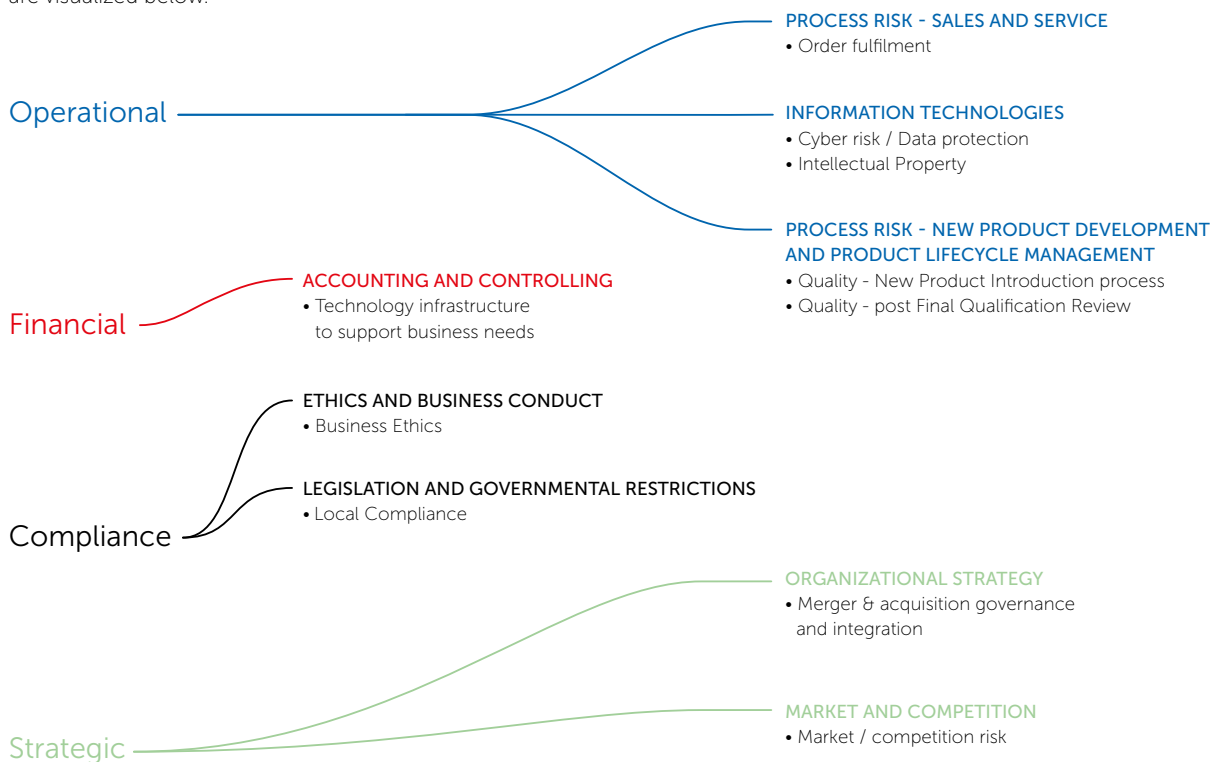 are visualized below.
Operational
PROCESS RISK - SALES AND SERVICE
• Order fulfilment
INFORMATION TECHNOLOGIES
• Cyber risk / Data protection
• Intellectual Property
PROCESS RISK - NEW PRODUCT DEVELOPMENT
AND PRODUCT LIFECYCLE MANAGEMENT
• Quality - New Product Introduction process
• Quality - post Final Qualification Review
Financial
ACCOUNTING AND CONTROLLING
• Technology infrastructure
to support business needs
Compliance
ETHICS AND BUSINESS CONDUCT
• Business Ethics
LEGISLATION AND GOVERNMENTAL RESTRICTIONS
• Local Compliance
Strategic
ORGANIZATIONAL STRATEGY
• Merger & acquisition governance
and integration
MARKET AND COMPETITION
• Market / competition risk